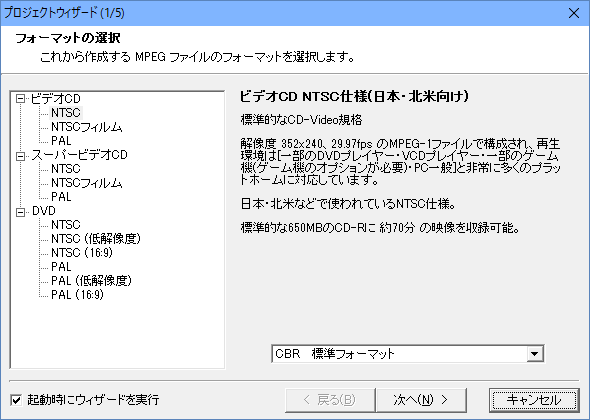 プロジェクトウィザード (1/5)
フォーマットの選択
これから作成する MPEG ファイルのフォーマットを選択します。
ビデオCD
NTSC
NTSCフィルム
PAL
スーパービデオCD
NTSC
NTSCフィルム
PAL
DVD
NTSC
NTSC (低解像度)
NTSC (16:9)
PAL
PAL (低解像度)
PAL (16:9)
ビデオCD NTSC仕様(日本・北米向け)
標準的なCD-Video規格
解像度 352x240、29.97fps のMPEG-1ファイルで構成され、再生
環境は[一部のDVDプレイヤー・VCDプレイヤー・一部のゲーム
機(ゲーム機のオプションが必要)・PC一般]と非常に多くのプラッ
トホームに対応しています。
日本・北米などで使われているNTSC仕様。
標準的な650MBのCD-Rに 約70分 の映像を収録可能。
CBR 標準フォーマット
起動時にウィザードを実行
< 戻る(B)
次へ(N) >
キャンセル